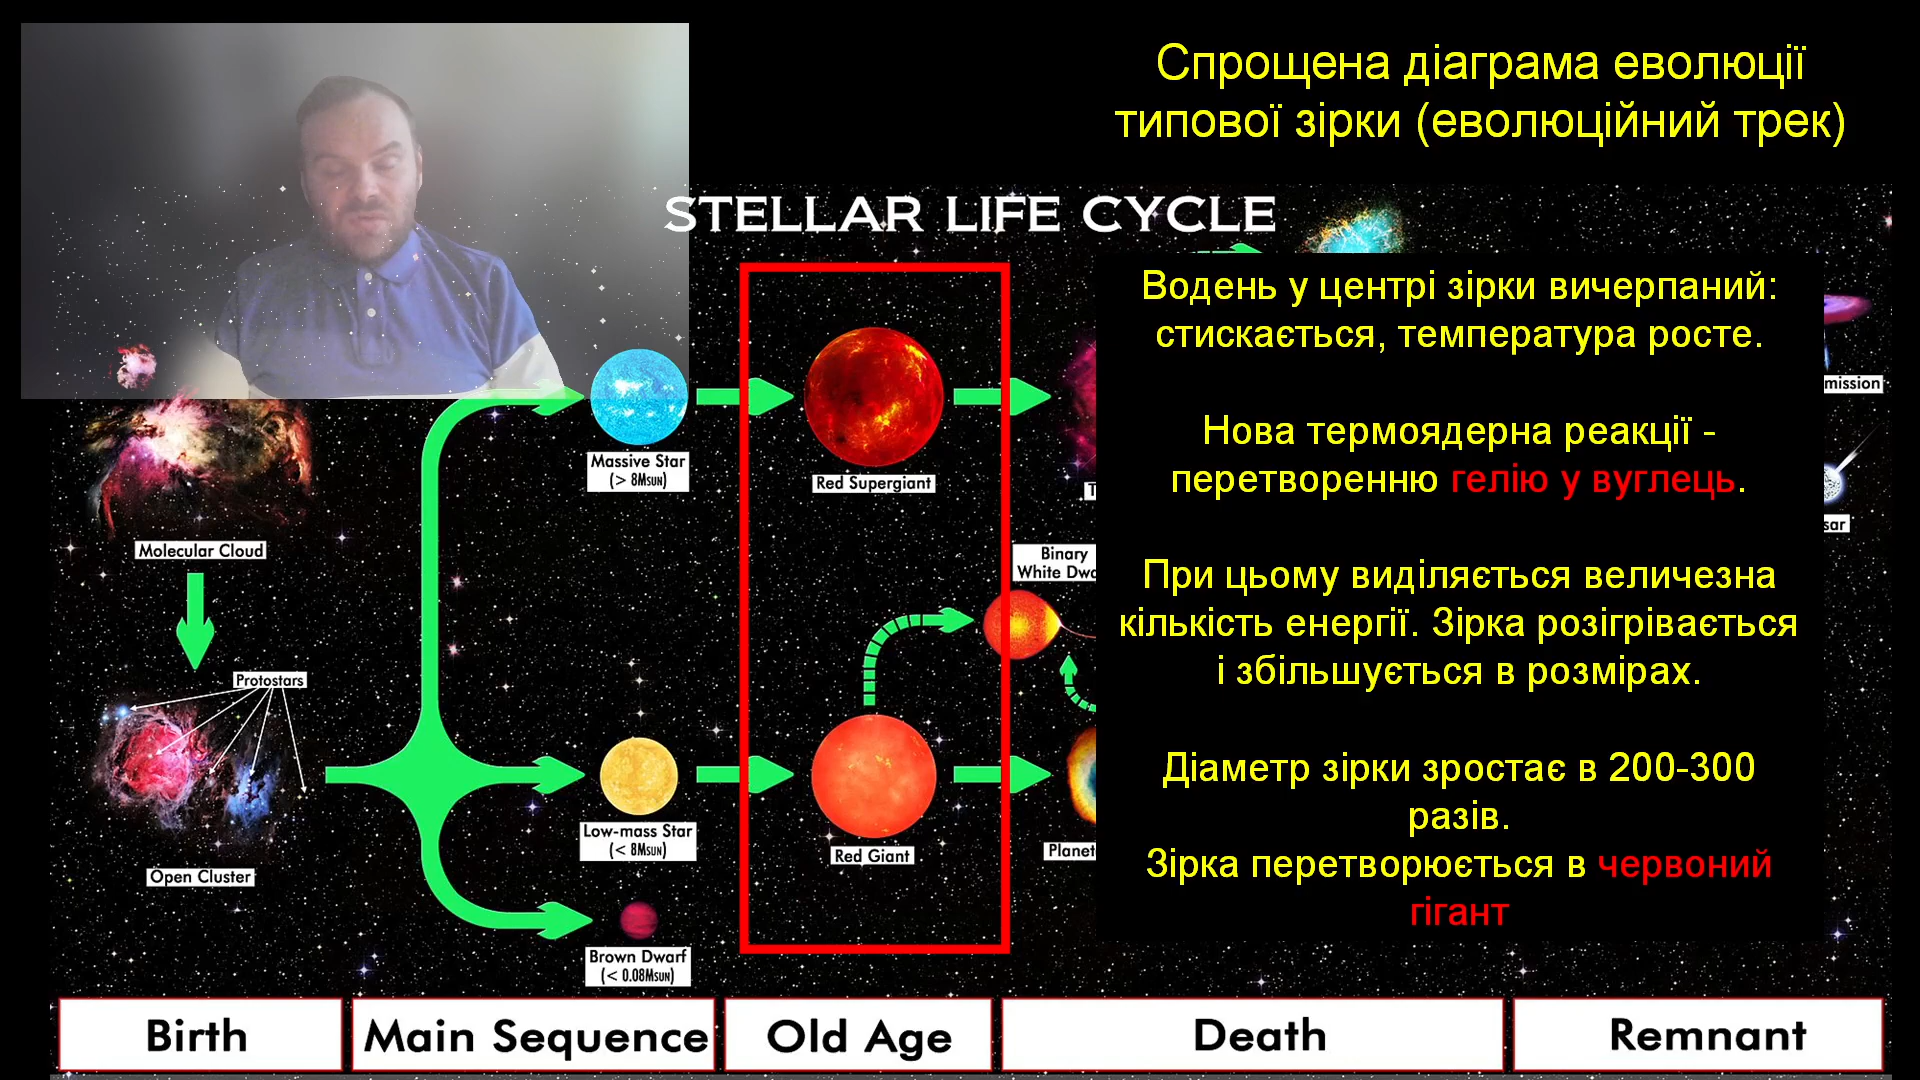 Спрощена діаграма еволюції
типової зірки (еволюційний трек)
STELLAR LIFE CYCLE
Водень у центрі зірки вичерпаний:
стискається, температура росте.
Нова термоядерна реакції -
перетворенню гелію у вуглець.
При цьому виділяється величезна
кількість енергії. Зірка розігрівається
і збільшується в розмірах.
Діаметр зірки зростає в 200-300
разів.
Зірка перетворюється в червоний
гігант
mission
Massive Star
(> 8MSUN)
Red Supergiant
Molecular Cloud
Binary
White
Protostars
Low-mass Star
(< 8MSUN)
Red Giant
Planet
Open Cluster
Brown Dwarf
(< 0.08MSUN)
Birth
Main Sequence
Old Age
Death
Remnant